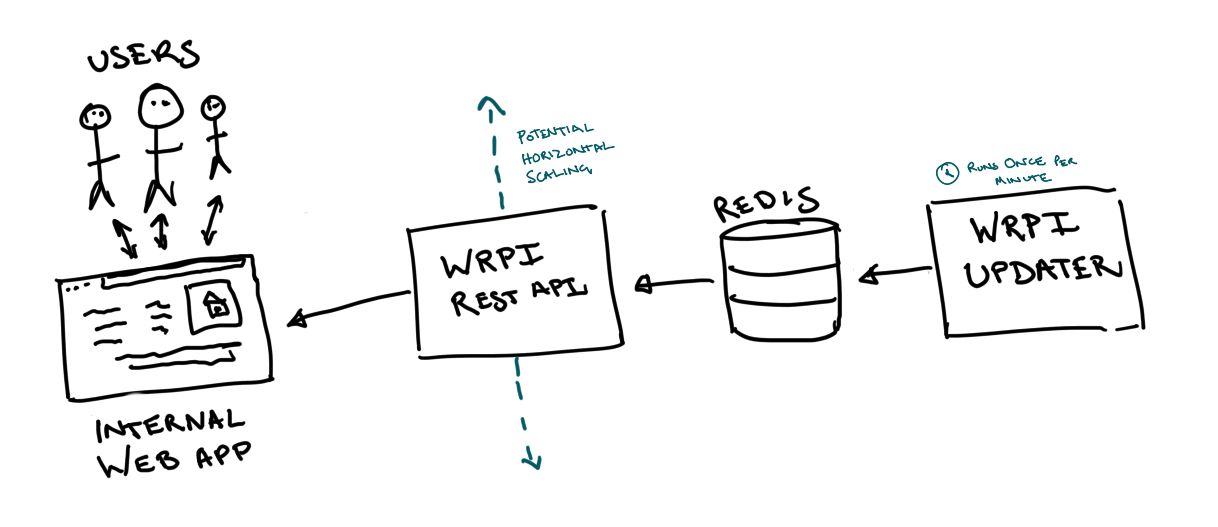 USERS
POTENTIAL
HORIZONTAL
SCALING
RUNS ONCE PER
MINUTE
REDIS
WRPI
UPDATER
WRPI
REST API
INTERNAL
WEB APP